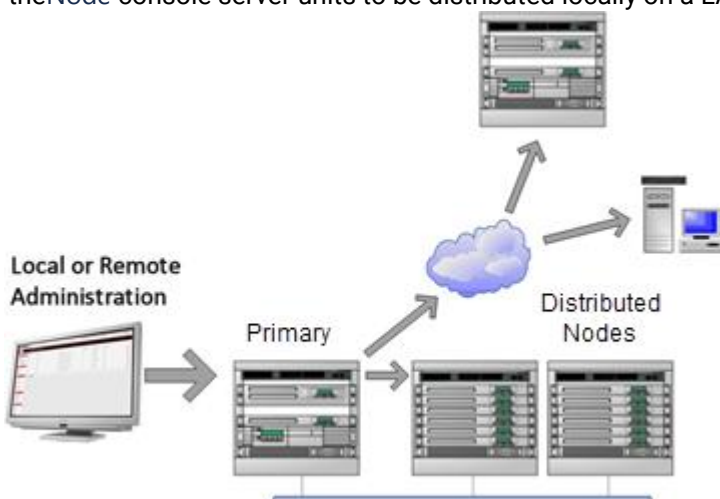 theNode console server units to be distributed locally on a LA
Local or Remote
Administration
Primary
Distributed
Nodes